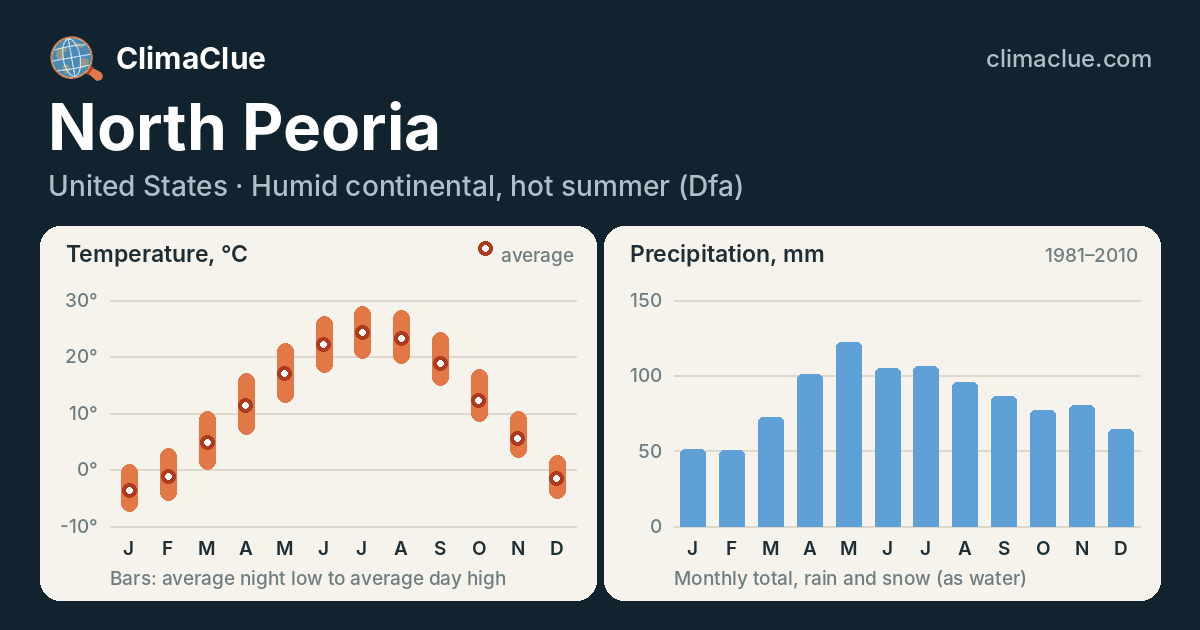 ClimaClue
climaclue.com
North Peoria
United States · Humid continental, hot summer (Dfa)
Temperature, °C
average
30°
20°
10°
0°
-10°
J F M A M J J A S O N D
Bars: average night low to average day high
Precipitation, mm
1981–2010
150
100
50
0
J F M A M J J A S O N D
Monthly total, rain and snow (as water)